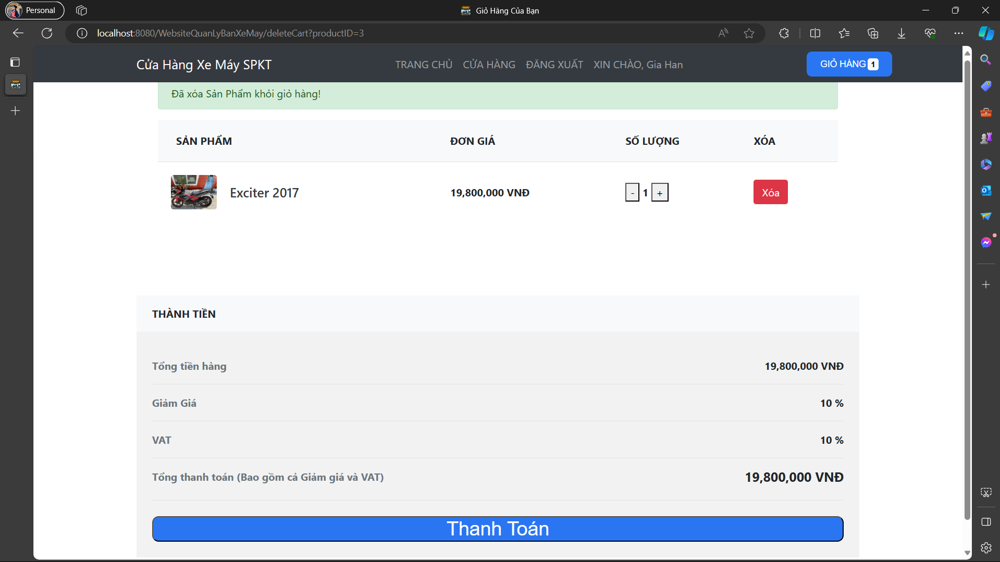 Personal
Giỏ Hàng Của Bạn
localhost:8080/WebsiteQuanLyBanXeMay/deleteCart?productID=3
Cửa Hàng Xe Máy SPKT
TRANG CHỦ CỬA HÀNG ĐĂNG XUẤT XIN CHÀO, Gia Han
GIỎ HÀNG 1
Đã xóa Sản Phẩm khỏi giỏ hàng!
SẢN PHẨM ĐƠN GIÁ SỐ LƯỢNG XÓA
Exciter 2017 19,800,000 VNĐ - 1 + Xóa
THÀNH TIỀN
Tổng tiền hàng 19,800,000 VNĐ
Giảm Giá 10 %
VAT 10 %
Tổng thanh toán (Bao gồm cả Giảm giá và VAT) 19,800,000 VNĐ
Thanh Toán